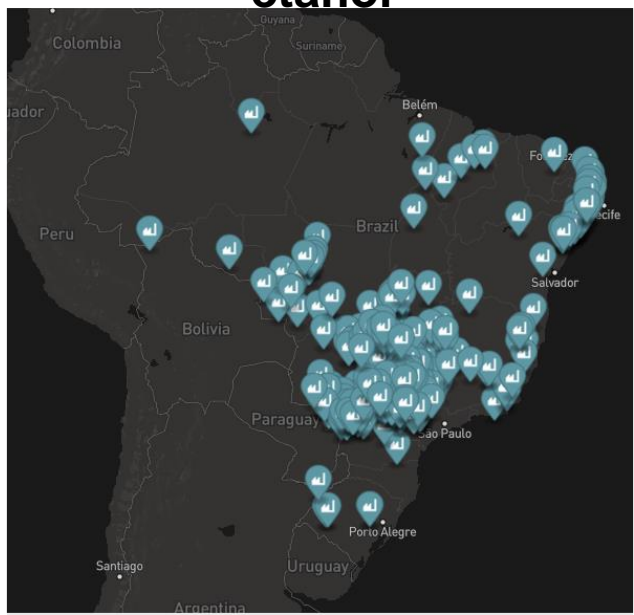 etanol
Guyana
Colombia
Suriname
uador
Belém
Fo
Brazil
ecife
Peru
Salvador
Bolivia
Paraguay
São Paulo
Porto Alegre
Santiago
Uruguay
Argentina